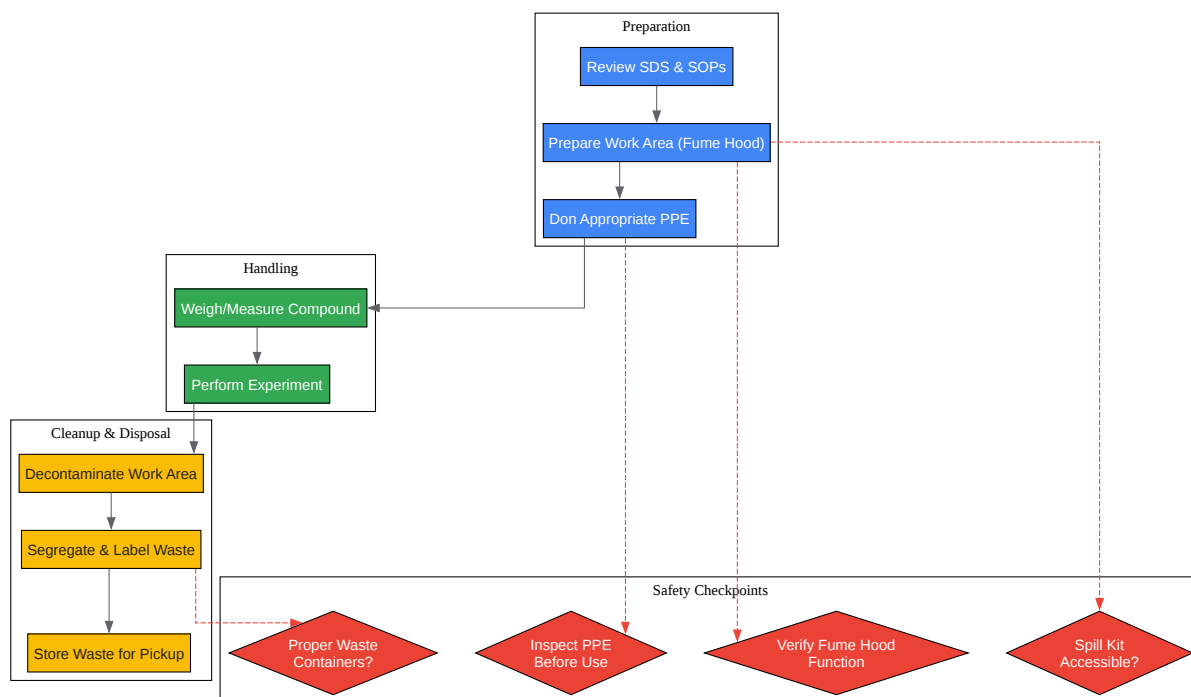 Preparation
Review SDS & SOPs
Prepare Work Area (Fume Hood)
Don Appropriate PPE
Handling
Weigh/Measure Compound
Perform Experiment
Cleanup & Disposal
Decontaminate Work Area
Segregate & Label Waste
Store Waste for Pickup
Safety Checkpoints
Proper Waste
Containers?
Inspect PPE
Before Use
Verify Fume Hood
Function
Spill Kit
Accessible?